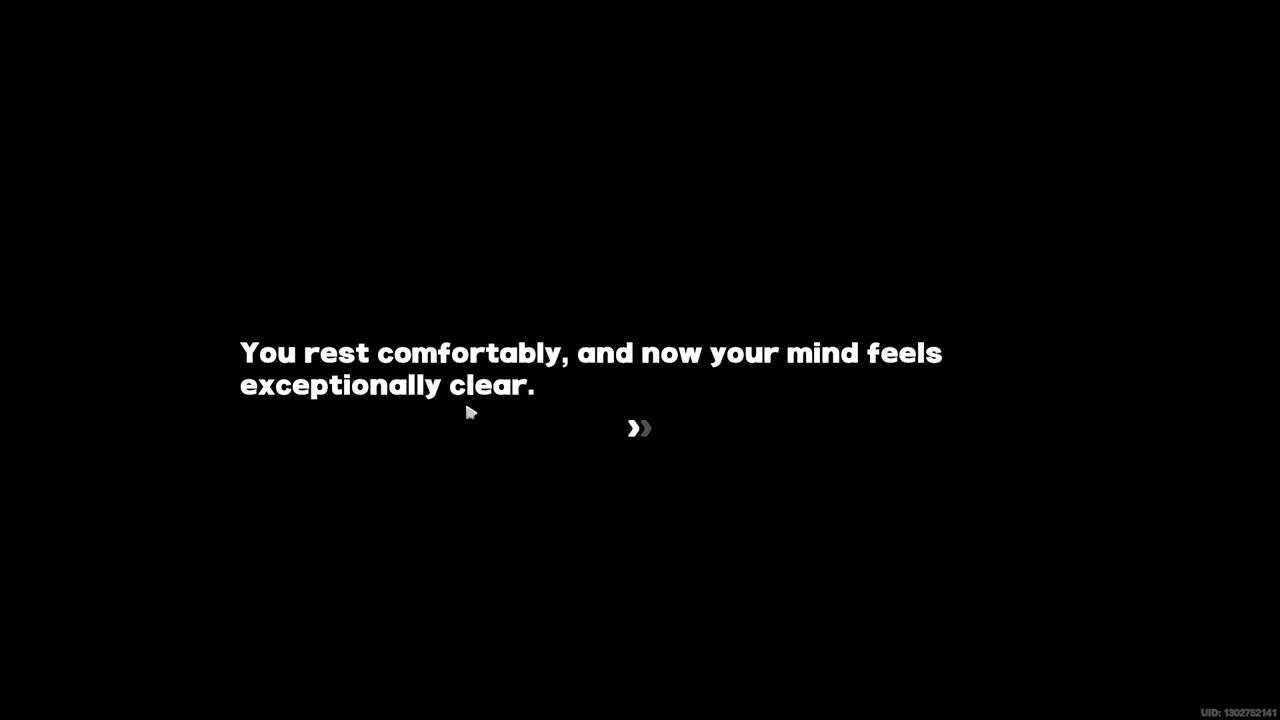 You rest comfortably, and now your mind feels
exceptionally clear.
UID: 1302752141